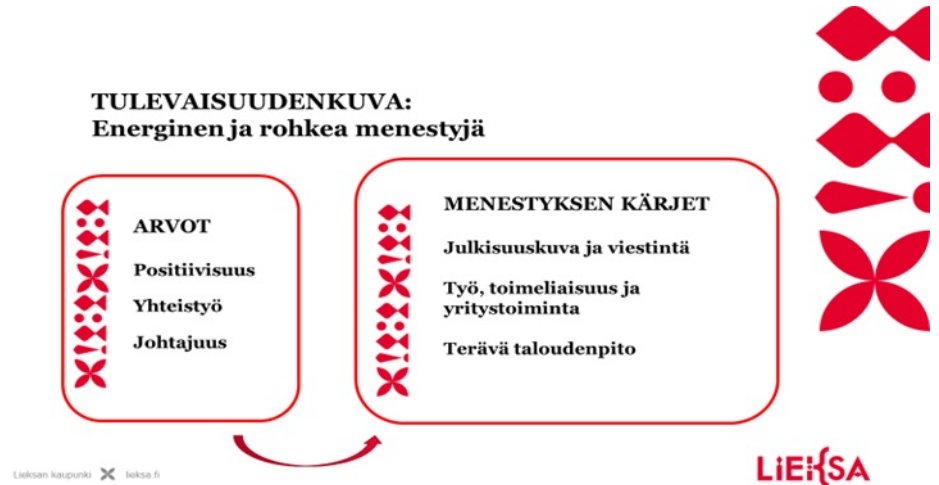 TULEVAISUUDENKUVA:
Energinen ja rohkea menestyjä
ARVOT
Positiivisuus
Yhteistyö
Johtajuus
MENESTYKSEN KÄRJET
Julkisuuskuva ja viestintä
Työ, toimeliaisuus ja
yritystoiminta
Terävä taloudenpito
Lieksan kaupunki lieksa.fi
LiEKSA